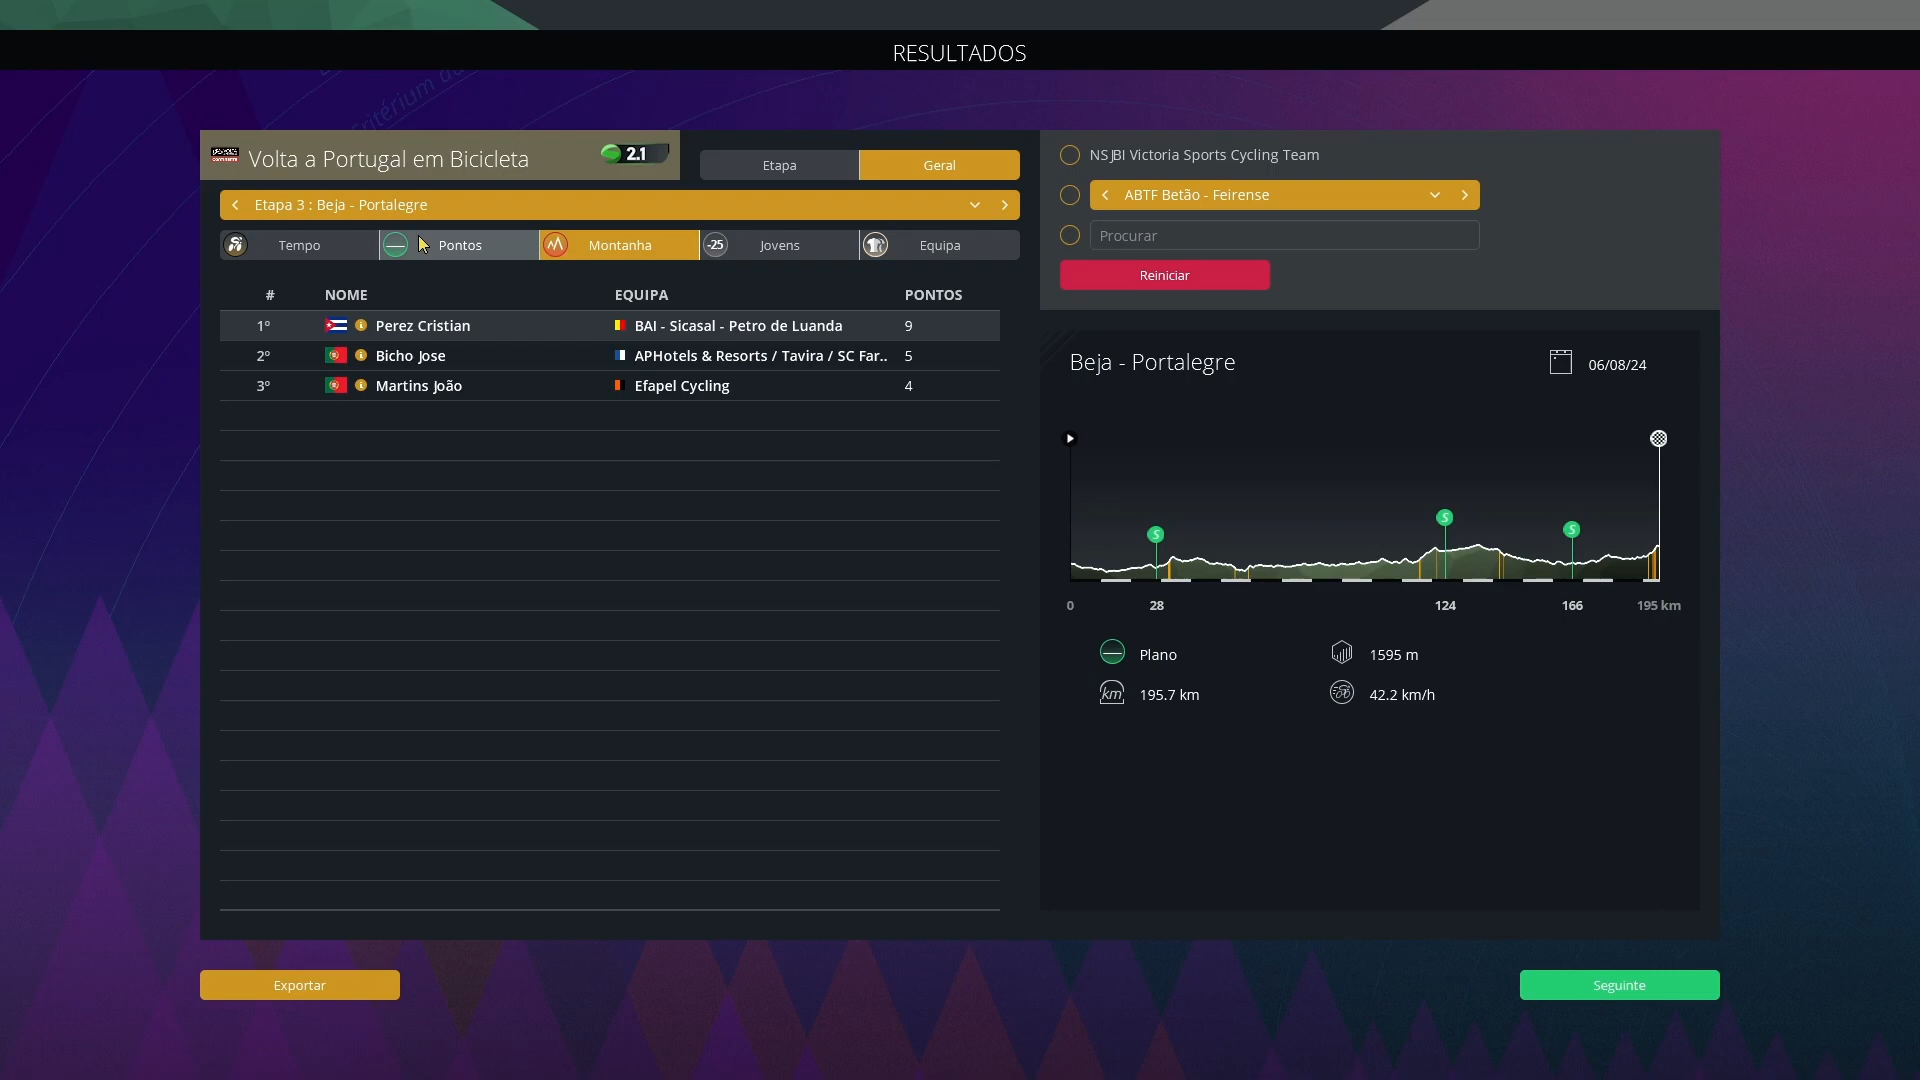 RESULTADOS
Volta a Portugal em Bicicleta
2.1
Etapa
Geral
Etapa 3 : Beja - Portalegre
Tempo
Pontos
Montanha
-25
Jovens
Equipa
# NOME EQUIPA PONTOS
1º Perez Cristian BAI - Sicasal - Petro de Luanda 9
2º Bicho Jose APHotels & Resorts / Tavira / SC Far.. 5
3º Martins João Efapel Cycling 4
NSJBI Victoria Sports Cycling Team
ABTF Betão - Feirense
Procurar
Reiniciar
Beja - Portalegre
06/08/24
S
S
S
0 28 124 166 195 km
Plano
1595 m
km 195.7 km
42.2 km/h
Exportar
Seguinte